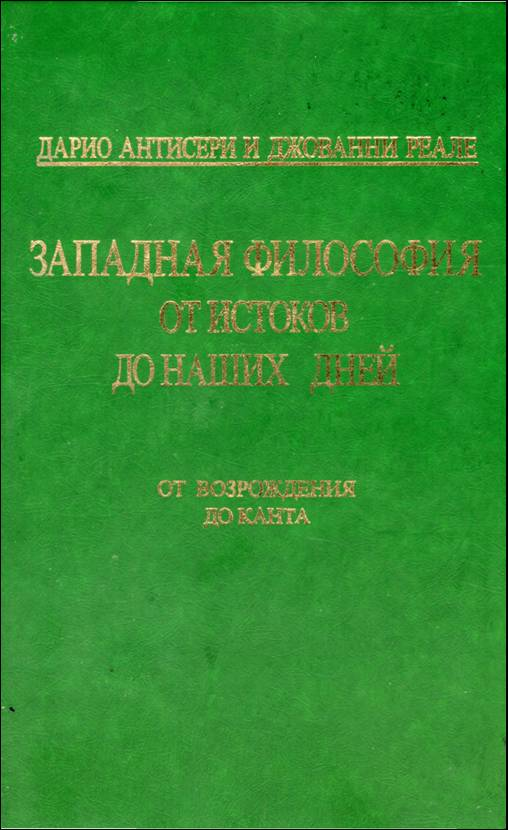 ДАРИО АНТИСЕРИ И ДЖОВАННИ РЕАЛЕ
ЗАПАДНАЯ ФИЛОСОФИЯ
ОТ ИСТОКОВ
ДО НАШИХ ДНЕЙ
ОТ ВОЗРОЖДЕНИЯ
ДО КАНТА